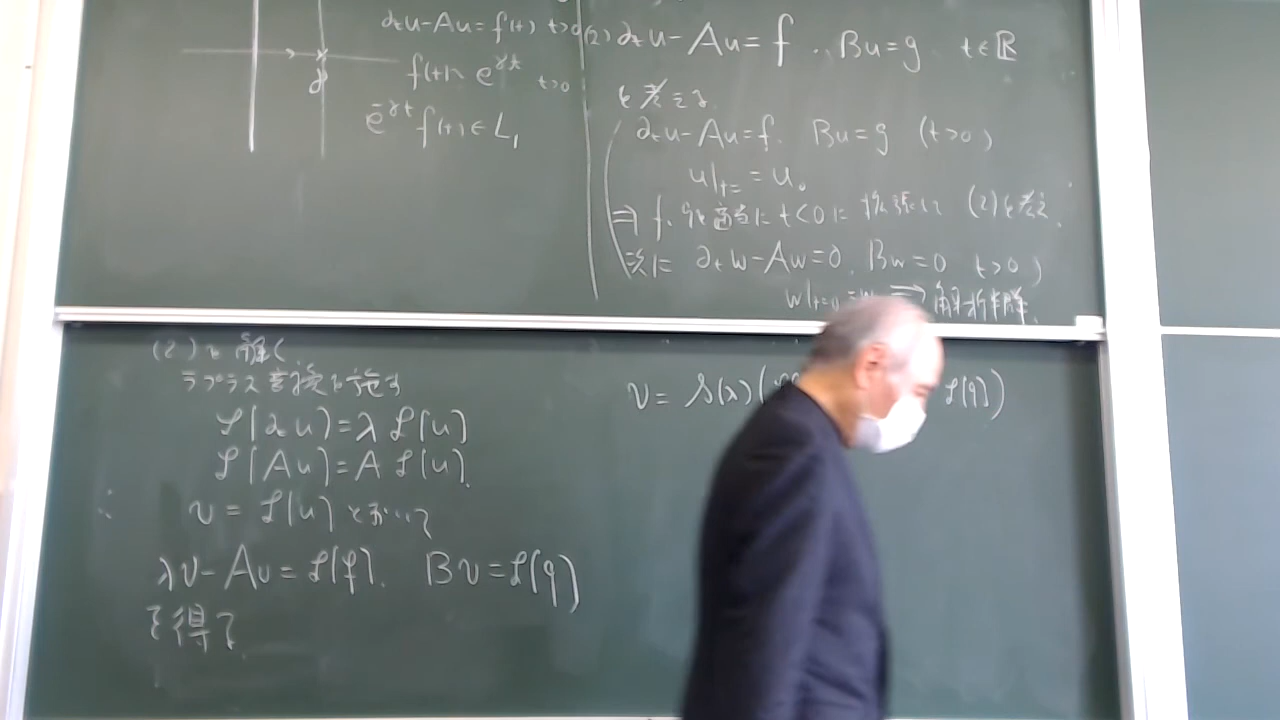 ∂ₜu-Au=f(t) t>0
f(t)~ e^{γt} t>0
e^{-γt}f(t)∈L₁
γ
(2) ∂ₜu-Au=f , Bu=g t∈ℝ
を考える
∂ₜu-Au=f. Bu=g (t>0)
u|ₜ₌ =u₀
⇒ f, gを適当に t<0に拡張して (2)を考え
次に ∂ₜw-Aw=0, Bw=0 t>0)
w|ₜ₌₀ = ⇒ 解析半群
(2)を解く
ラプラス変換を施す
ℒ[∂ₜu]=λℒ[u]
ℒ[Au]=Aℒ[u].
∴ v=ℒ[u]とおいて
λv-Av=ℒ[f]. Bv=ℒ[g]
を得て
v= S(λ)( ℒ[g])